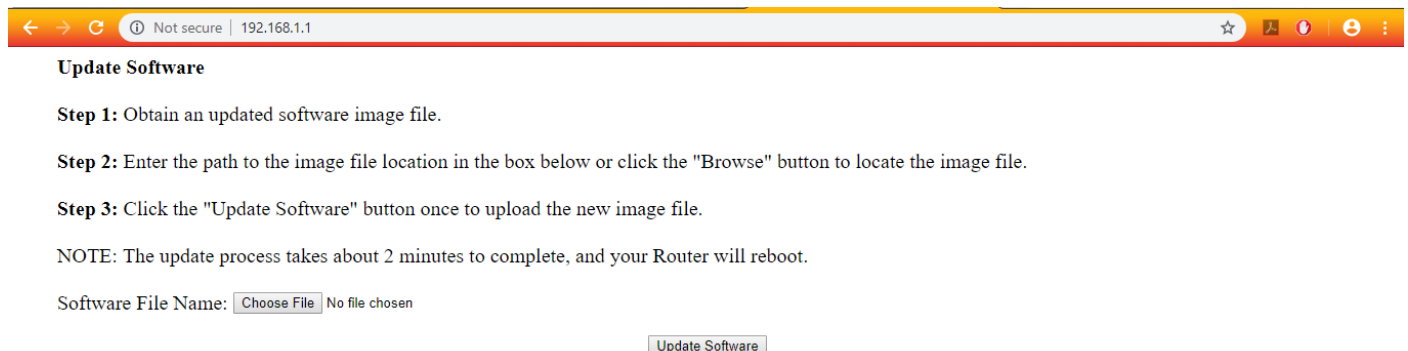 Not secure | 192.168.1.1
Update Software
Step 1: Obtain an updated software image file.
Step 2: Enter the path to the image file location in the box below or click the "Browse" button to locate the image file.
Step 3: Click the "Update Software" button once to upload the new image file.
NOTE: The update process takes about 2 minutes to complete, and your Router will reboot.
Software File Name: Choose File No file chosen
Update Software